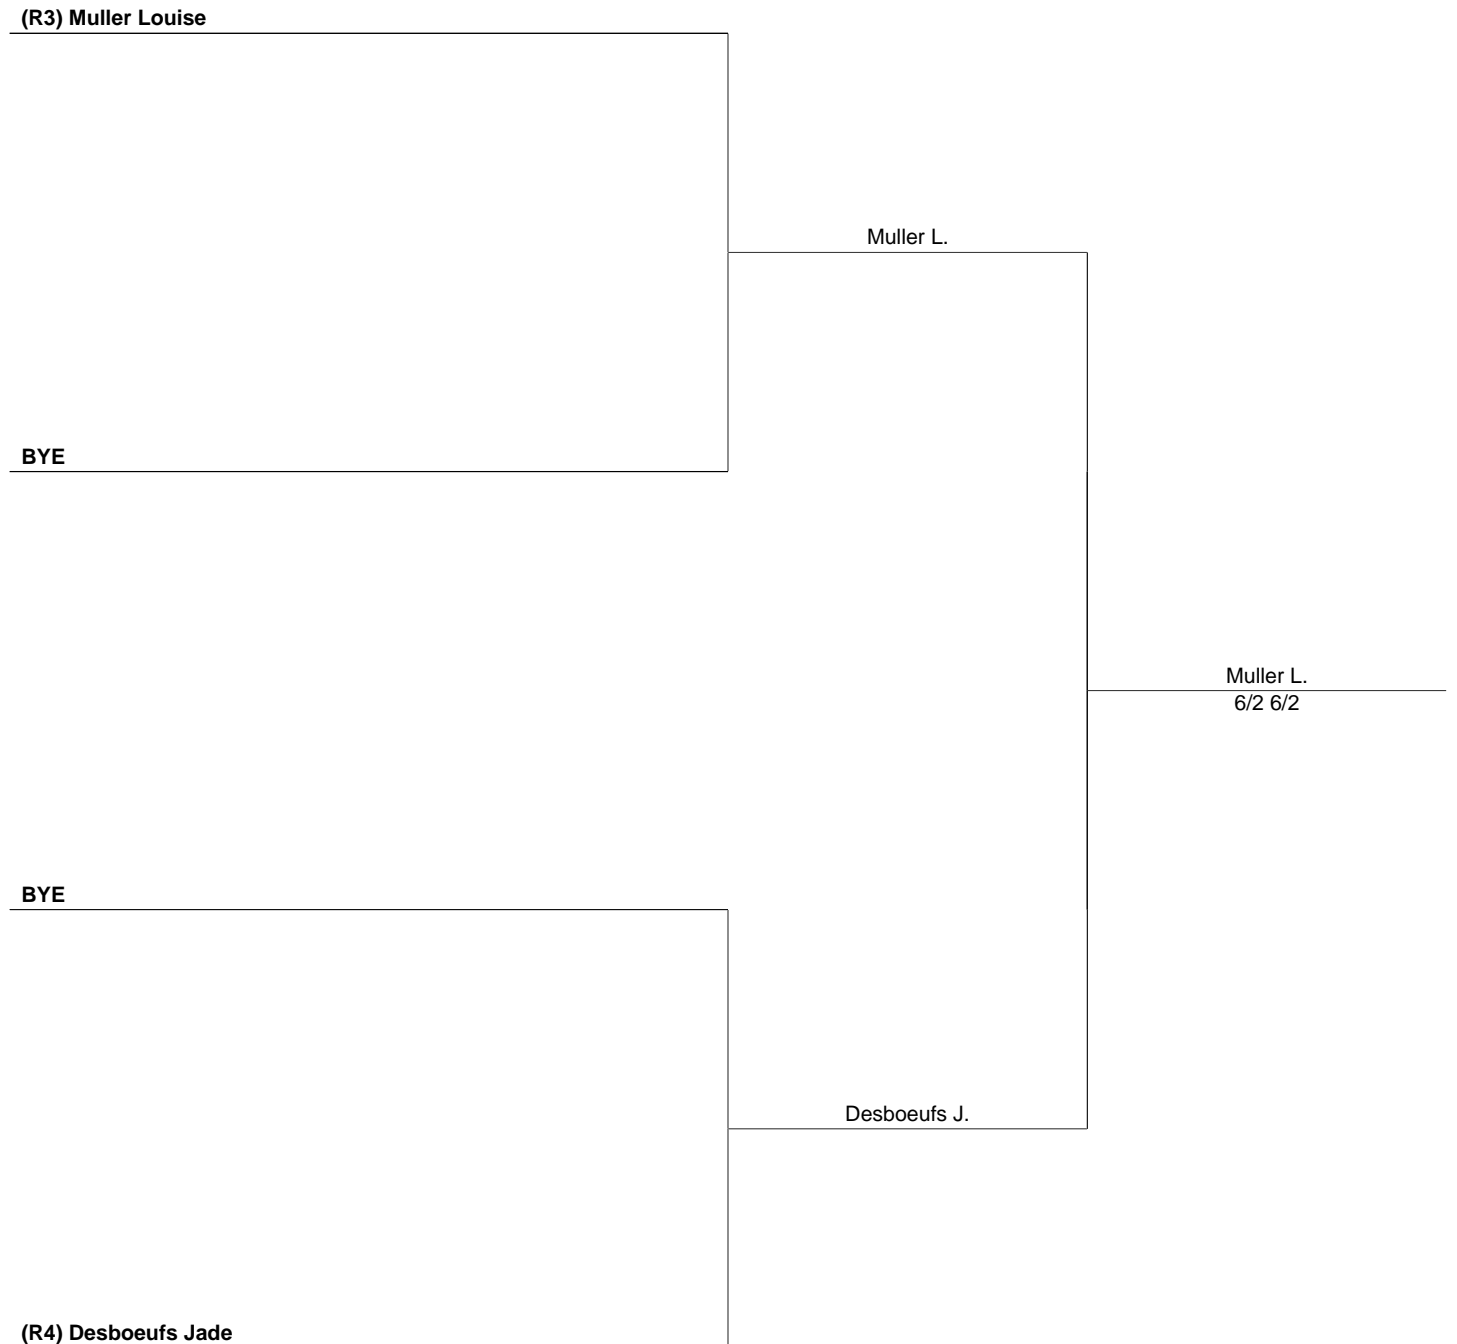 (R3) Muller Louise
Muller L.
BYE
Muller L.
6/2 6/2
BYE
Desboeufs J.
(R4) Desboeufs Jade